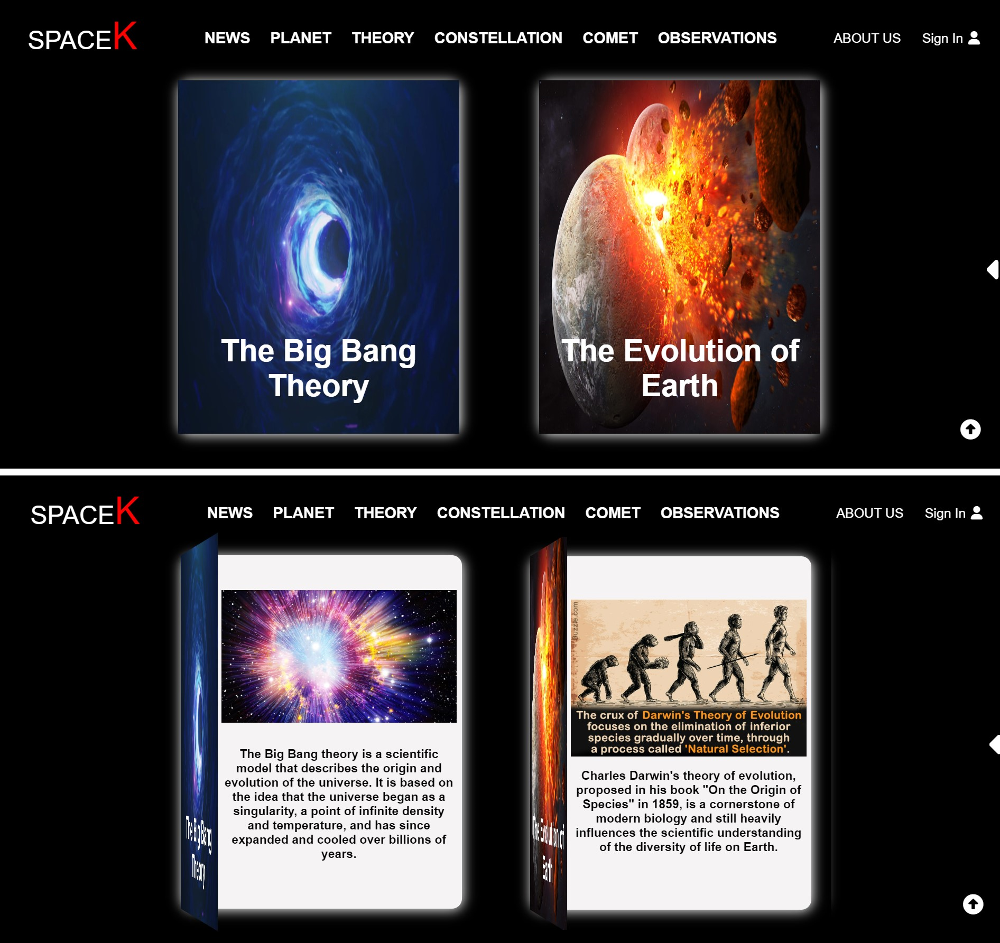 SPACEK
NEWS PLANET THEORY CONSTELLATION COMET OBSERVATIONS ABOUT US Sign In
The Big Bang
Theory
The Evolution of
Earth
SPACEK
NEWS PLANET THEORY CONSTELLATION COMET OBSERVATIONS ABOUT US Sign In
The Big Bang
Theory
The Big Bang theory is a scientific
model that describes the origin and
evolution of the universe. It is based on
the idea that the universe began as a
singularity, a point of infinite density
and temperature, and has since
expanded and cooled over billions of
years.
The Evolution of
Earth
Buzzle.com
The crux of Darwin's Theory of Evolution
focuses on the elimination of inferior
species gradually over time, through
a process called 'Natural Selection'.
Charles Darwin's theory of evolution,
proposed in his book "On the Origin of
Species" in 1859, is a cornerstone of
modern biology and still heavily
influences the scientific understanding
of the diversity of life on Earth.